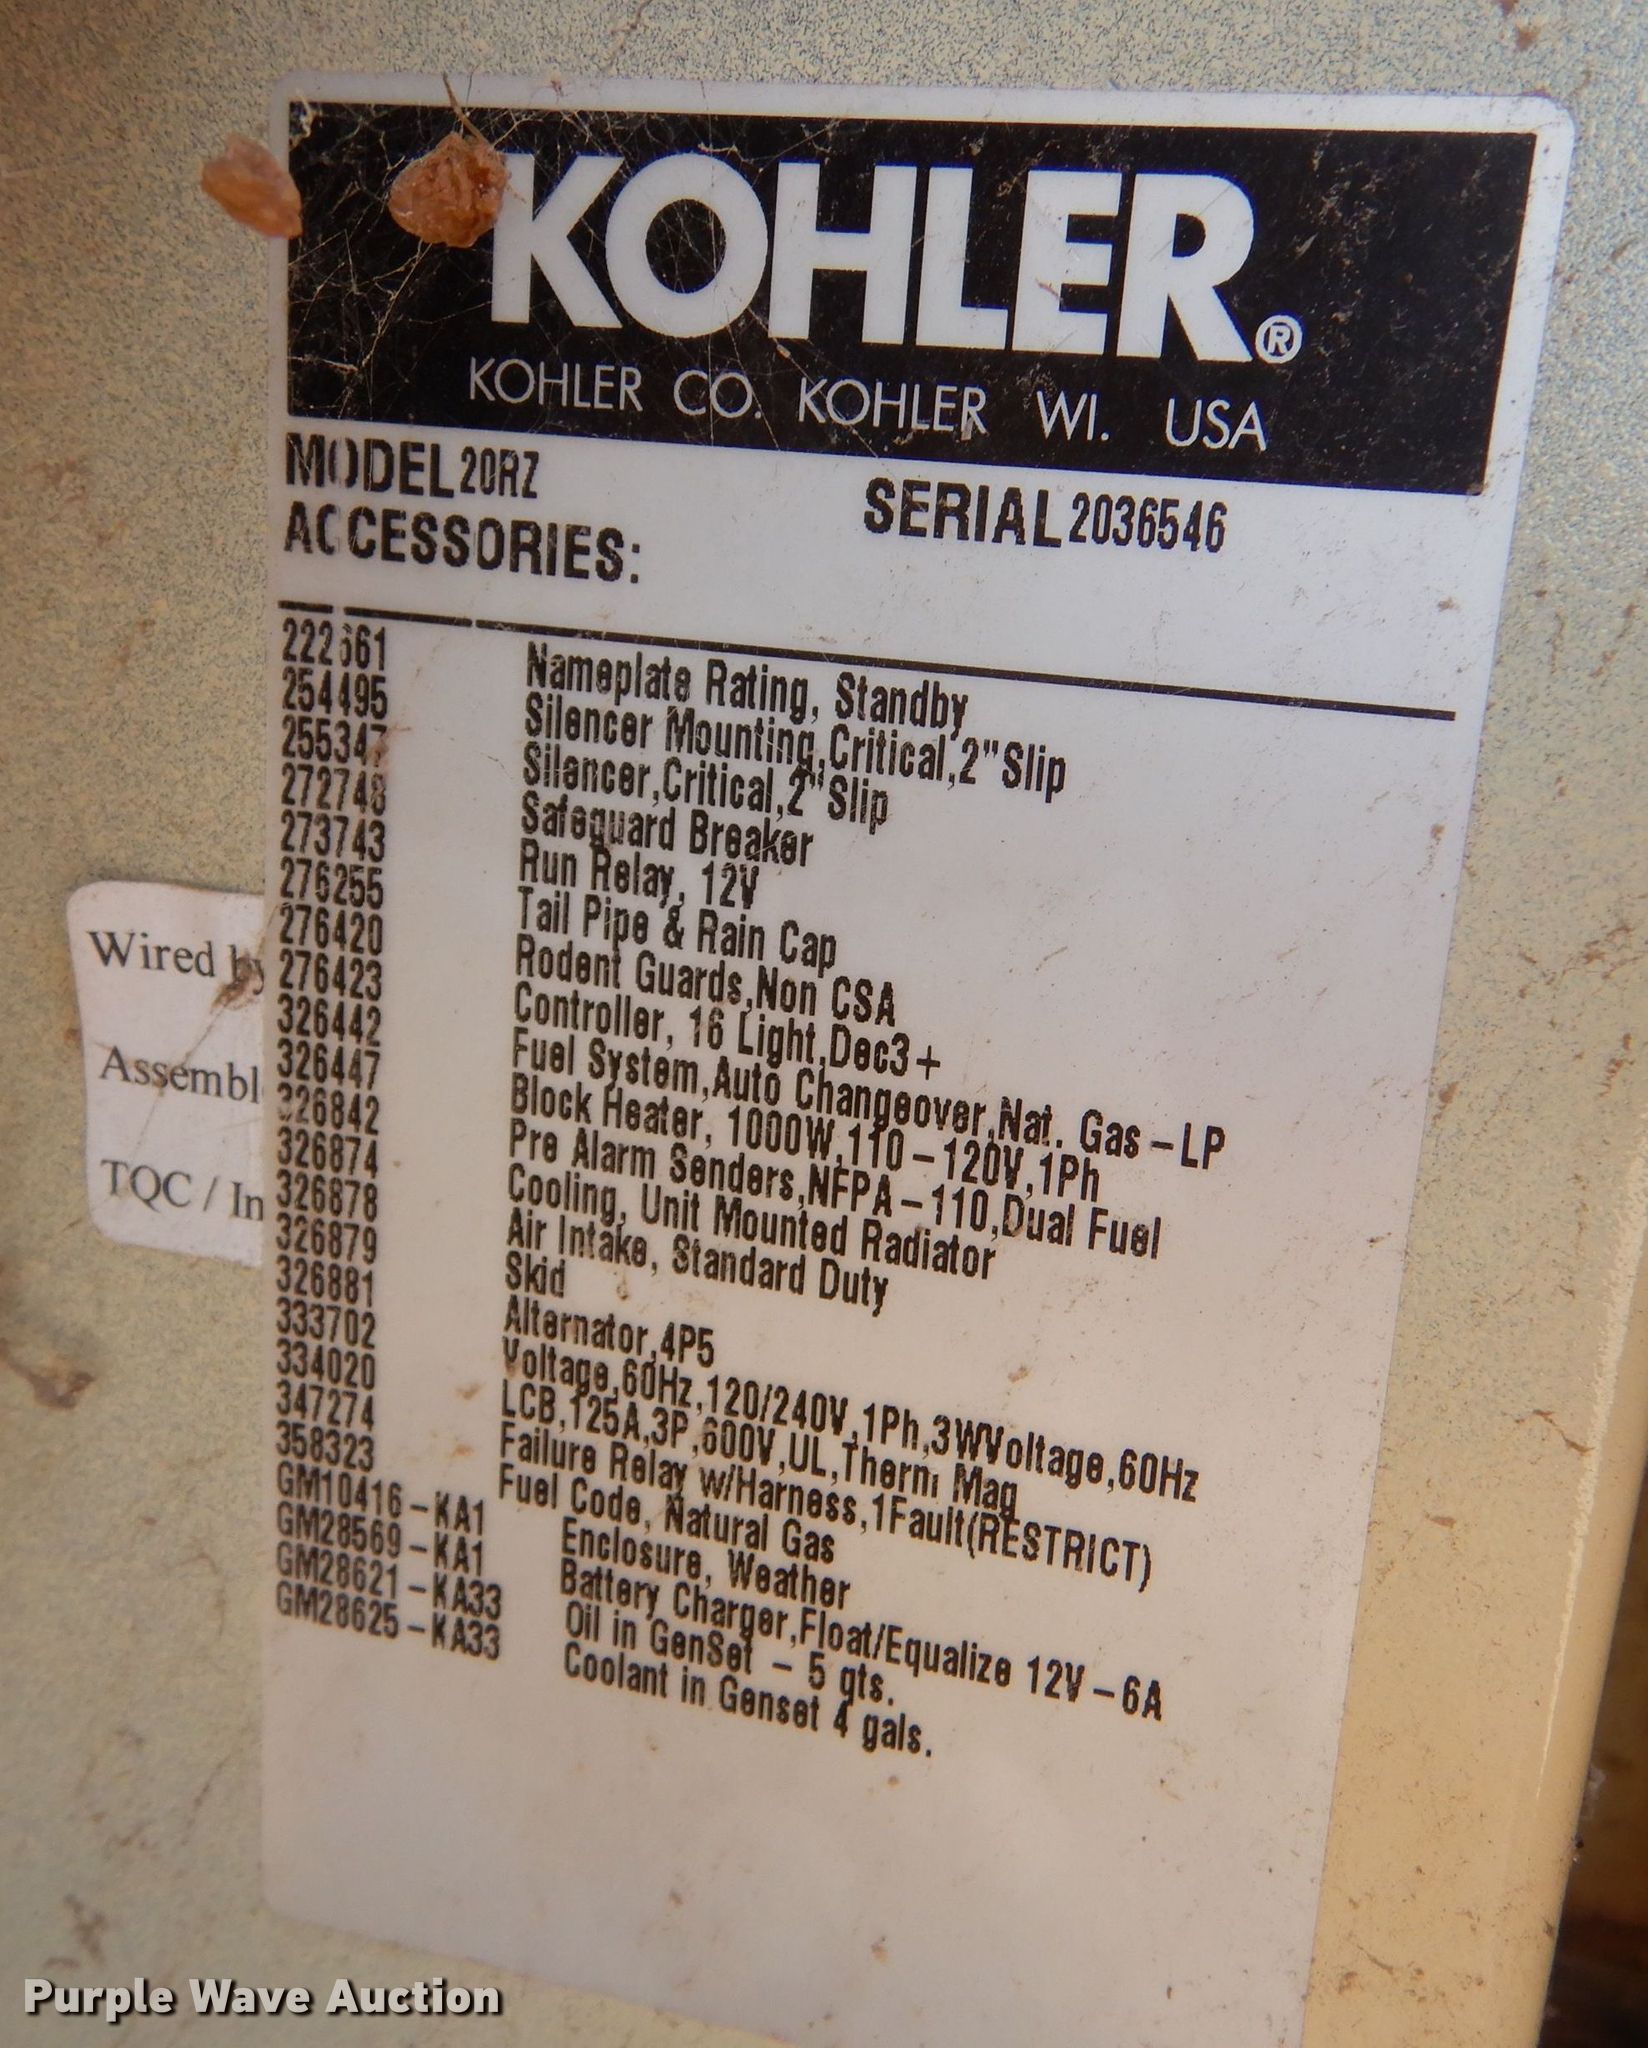 KOHLER®
KOHLER CO. KOHLER WI. USA
MODEL 20RZ SERIAL 2036546
ACCESSORIES:
222661 Nameplate Rating, Standby
254495 Silencer Mounting,Critical,2"Slip
255347 Silencer,Critical,2"Slip
272748 Safeguard Breaker
273743 Run Relay, 12V
276255 Tail Pipe & Rain Cap
276420 Rodent Guards,Non CSA
276423 Controller, 16 Light,Dec3+
326442 Fuel System,Auto Changeover,Nat. Gas-LP
326447 Block Heater, 1000W,110-120V,1Ph
326842 Pre Alarm Senders,NFPA-110,Dual Fuel
326874 Cooling, Unit Mounted Radiator
326878 Air Intake, Standard Duty
326879 Skid
326881 Alternator,4P5
333702 Voltage,60Hz,120/240V,1Ph,3WVoltage,60Hz
334020 LCB,125A,3P,600V,UL,Therm Mag
347274 Failure Relay w/Harness,1Fault(RESTRICT)
358323 Fuel Code, Natural Gas
GM10416-KA1 Enclosure, Weather
GM28569-KA1 Battery Charger,Float/Equalize 12V-6A
GM28621-KA33 Oil in GenSet - 5 qts.
GM28625-KA33 Coolant in Genset 4 gals.
Wired by
Assembl
TQC / In
Purple Wave Auction